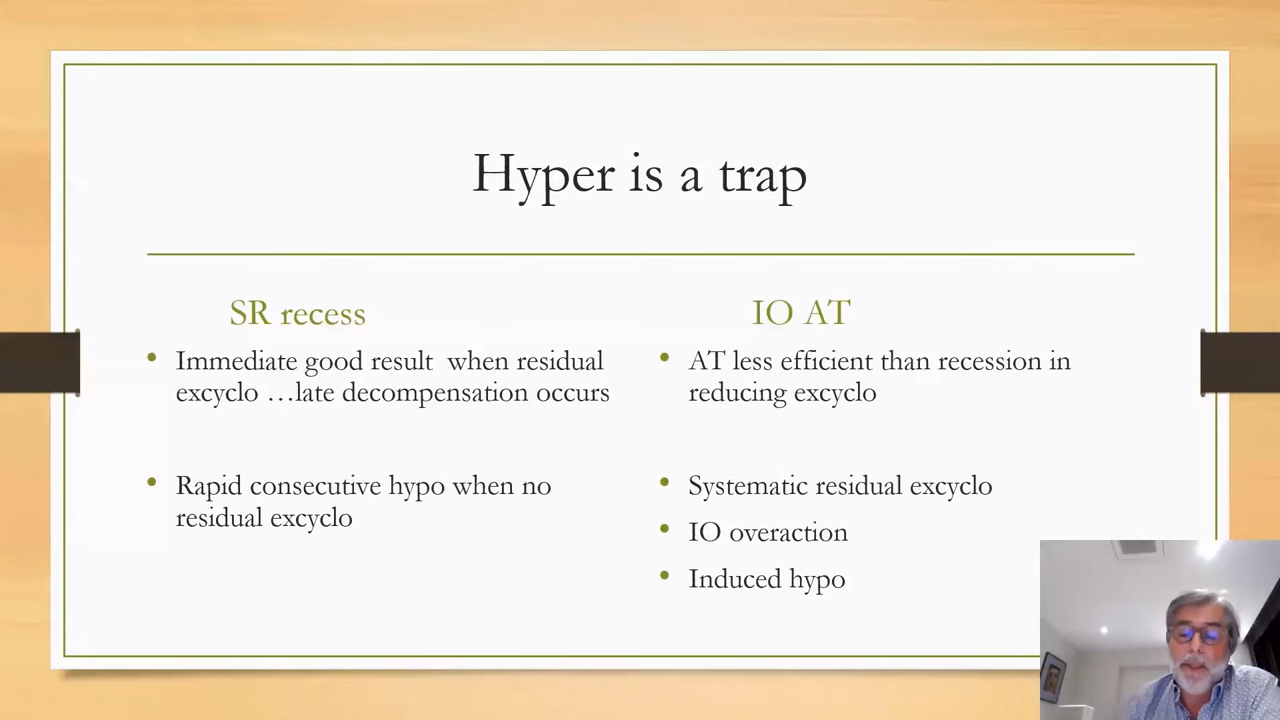 Hyper is a trap
SR recess
Immediate good result when residual
excyclo …late decompensation occurs
Rapid consecutive hypo when no
residual excyclo
IO AT
AT less efficient than recession in
reducing excyclo
Systematic residual excyclo
IO overaction
Induced hypo